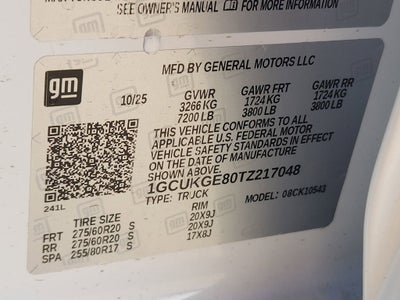 SEE OWNER'S MANUAL gm FOR MORE INFORMATION
gm
MFD BY GENERAL MOTORS LLC
10/25 GVWR GAWR FRT GAWR RR
3266 KG 1724 KG 1724 KG
7200 LB 3800 LB 3800 LB
THIS VEHICLE CONFORMS TO ALL
APPLICABLE U.S. FEDERAL MOTOR
VEHICLE SAFETY STANDARDS IN EFFECT
ON THE DATE OF MANUFACTURE
1GCUKGE80TZ217048
TYPE: TRUCK MODEL: 08CK10543
241L
TIRE SIZE RIM
FRT 275/60R20 S 20X9J
RR 275/60R20 S 20X9J
SPA 255/80R17 S 17X8J